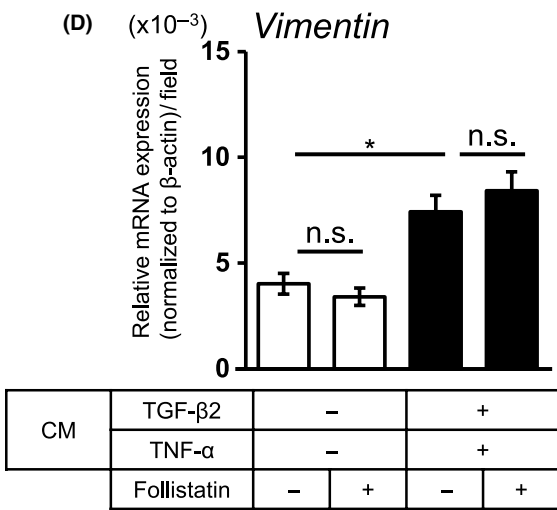 (D) (x10⁻³) Vimentin
Relative mRNA expression
(normalized to β-actin)/field
15
10
5
0
n.s.
*
n.s.
CM TGF-β2 – +
TNF-α – +
Follistatin – + – +